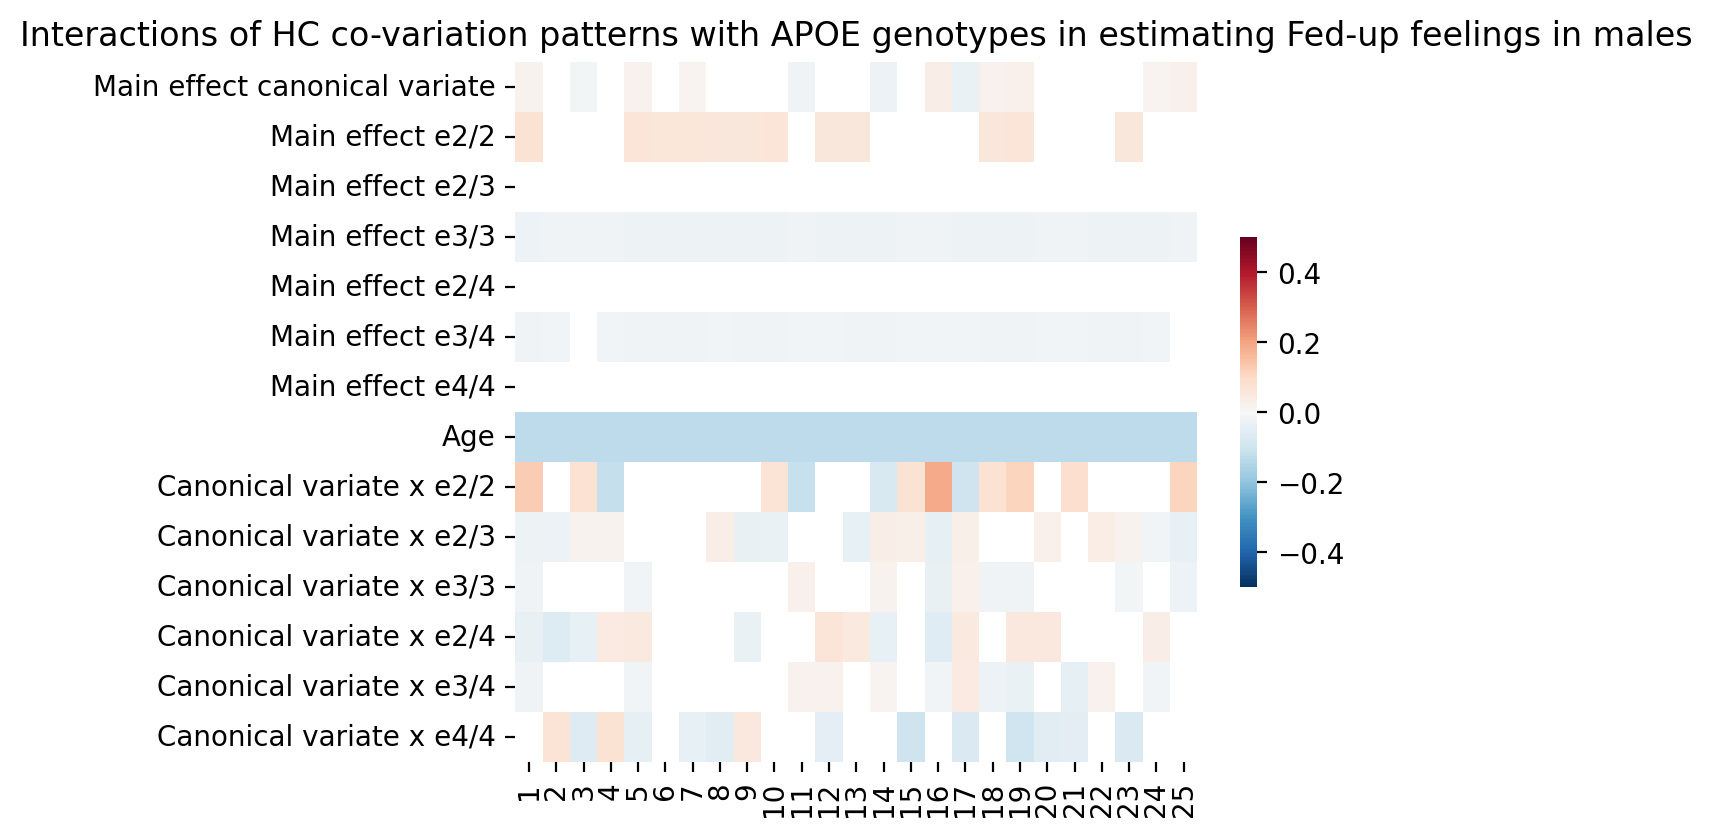 Interactions of HC co-variation patterns with APOE genotypes in estimating Fed-up feelings in males
Main effect canonical variate
Main effect e2/2
Main effect e2/3
Main effect e3/3
Main effect e2/4
Main effect e3/4
Main effect e4/4
Age
Canonical variate x e2/2
Canonical variate x e2/3
Canonical variate x e3/3
Canonical variate x e2/4
Canonical variate x e3/4
Canonical variate x e4/4
1 2 3 4 5 6 7 8 9 10 11 12 13 14 15 16 17 18 19 20 21 22 23 24 25
0.4
0.2
0.0
−0.2
−0.4